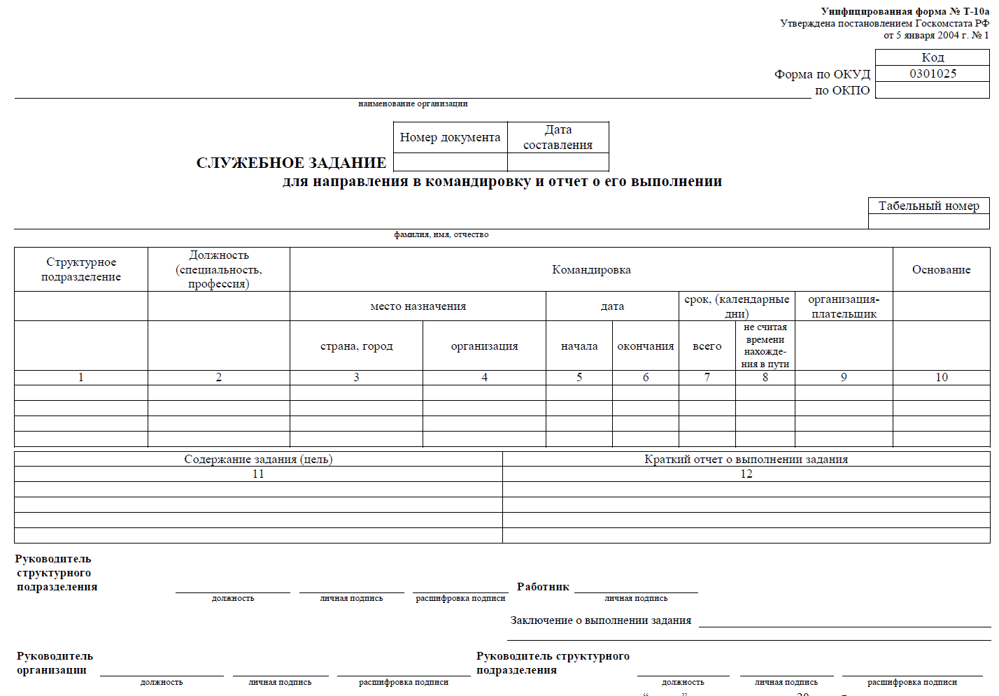 Унифицированная форма № Т-10а
Утверждена постановлением Госкомстата РФ
от 5 января 2004 г. № 1
Код
Форма по ОКУД 0301025
по ОКПО
наименование организации
Номер документа Дата составления
СЛУЖЕБНОЕ ЗАДАНИЕ
для направления в командировку и отчет о его выполнении
Табельный номер
фамилия, имя, отчество
Структурное подразделение Должность (специальность, профессия) Командировка Основание
место назначения дата срок, (календарные дни) организация-плательщик
страна, город организация начала окончания всего не считая времени нахожде-ния в пути
1 2 3 4 5 6 7 8 9 10
Содержание задания (цель) Краткий отчет о выполнении задания
11 12
Руководитель
структурного
подразделения Работник
должность личная подпись расшифровка подписи личная подпись
Заключение о выполнении задания
Руководитель Руководитель структурного
организации подразделения
должность личная подпись расшифровка подписи должность личная подпись расшифровка подписи
“ ” 20